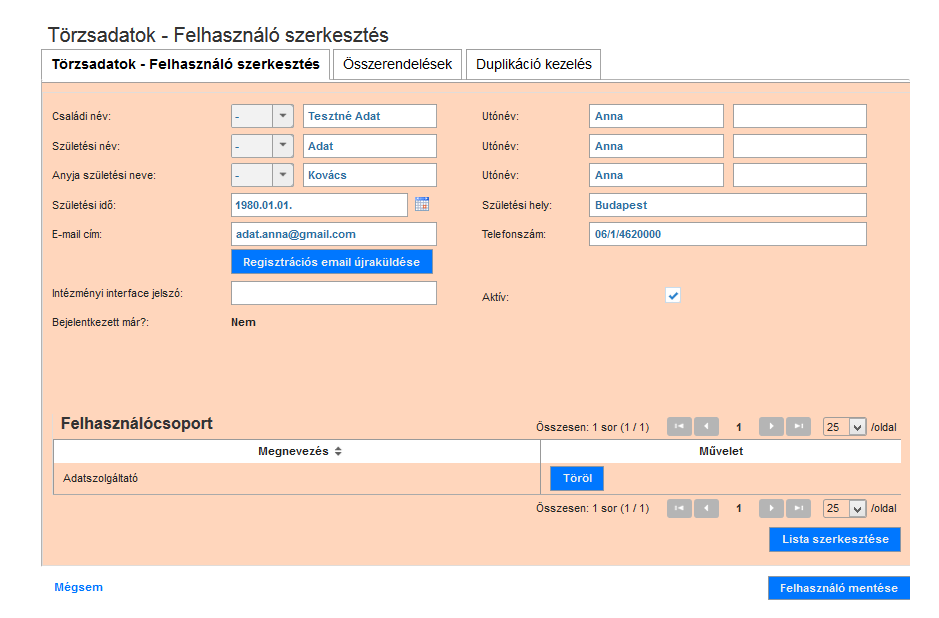 Törzsadatok - Felhasználó szerkesztés
Törzsadatok - Felhasználó szerkesztés Összerendelések Duplikáció kezelés
Családi név: - Tesztné Adat Utónév: Anna
Születési név: - Adat Utónév: Anna
Anyja születési neve: - Kovács Utónév: Anna
Születési idő: 1980.01.01. Születési hely: Budapest
E-mail cím: adat.anna@gmail.com Telefonszám: 06/1/4620000
Regisztrációs email újraküldése
Intézményi interface jelszó: Aktív:
Bejelentkezett már?: Nem
Felhasználócsoport Összesen: 1 sor (1 / 1) 1 25 /oldal
Megnevezés Művelet
Adatszolgáltató Töröl
Összesen: 1 sor (1 / 1) 1 25 /oldal
Lista szerkesztése
Mégsem Felhasználó mentése